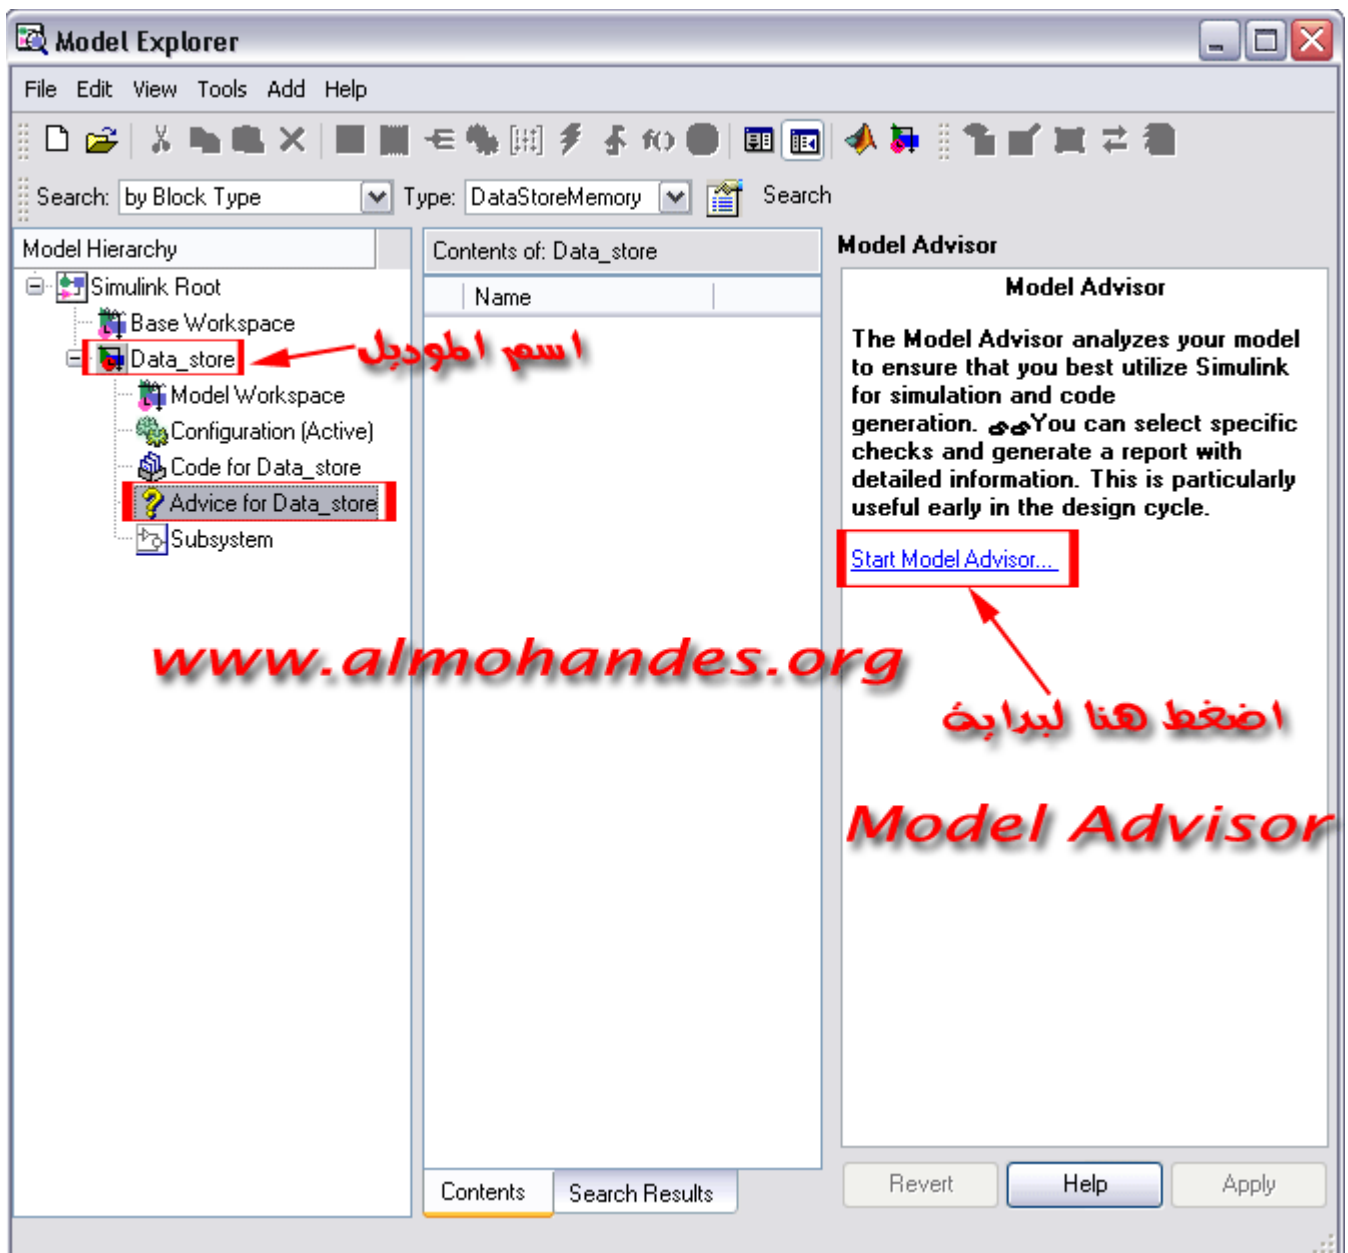 Model Explorer
File Edit View Tools Add Help
Search: by Block Type Type: DataStoreMemory Search
Model Hierarchy
Simulink Root
Base Workspace
Data_store
Model Workspace
Configuration (Active)
Code for Data_store
Advice for Data_store
Subsystem
اسم الموديل
Contents of: Data_store
Name
Model Advisor
Model Advisor
The Model Advisor analyzes your model
to ensure that you best utilize Simulink
for simulation and code
generation. You can select specific
checks and generate a report with
detailed information. This is particularly
useful early in the design cycle.
Start Model Advisor...
www.almohandes.org
اضغط هنا لبداية
Model Advisor
Contents Search Results
Revert Help Apply